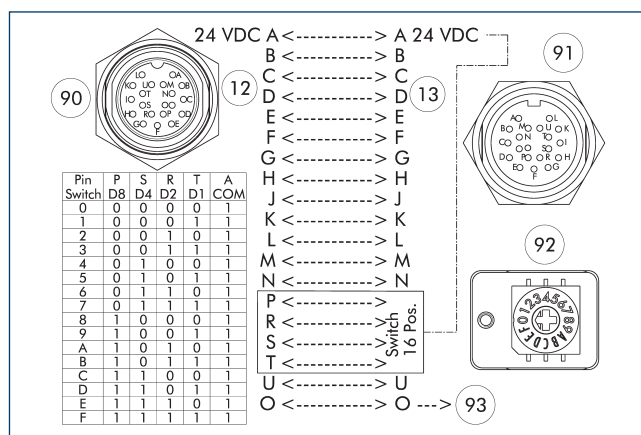 24 VDC A <-----------> A 24 VDC
B <-----------> B
C <-----------> C
D <-----------> D
E <-----------> E
F <-----------> F
G <-----------> G
H <-----------> H
J <-----------> J
K <-----------> K
L <-----------> L
M <-----------> M
N <-----------> N
P <----------->
R <----------->
S <----------->
T <----------->
Switch
16 Pos.
U <-----------> U
O <-----------> O ---> 93
90
12
13
91
92
L A
K U M B
T N
I C
S O
H R P D
G E
F
A L
B M U K
N T
C I
O S
D P R H
E G
F
Pin P S R T A
Switch D8 D4 D2 D1 COM
0 0 0 0 0 1
1 0 0 0 1 1
2 0 0 1 0 1
3 0 0 1 1 1
4 0 1 0 0 1
5 0 1 0 1 1
6 0 1 1 0 1
7 0 1 1 1 1
8 1 0 0 0 1
9 1 0 0 1 1
A 1 0 1 0 1
B 1 0 1 1 1
C 1 1 0 0 1
D 1 1 0 1 1
E 1 1 1 0 1
F 1 1 1 1 1
0123456789ABCDEF